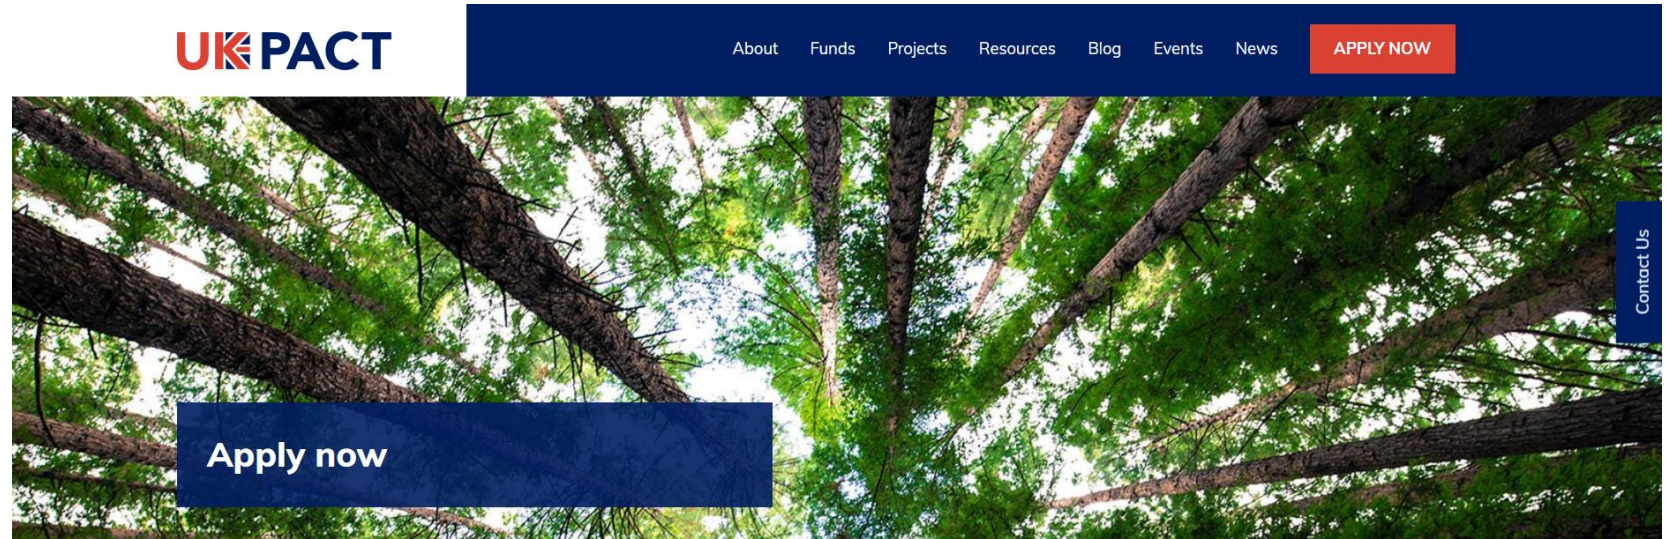 UK PACT
About Funds Projects Resources Blog Events News APPLY NOW
Contact Us
Apply now